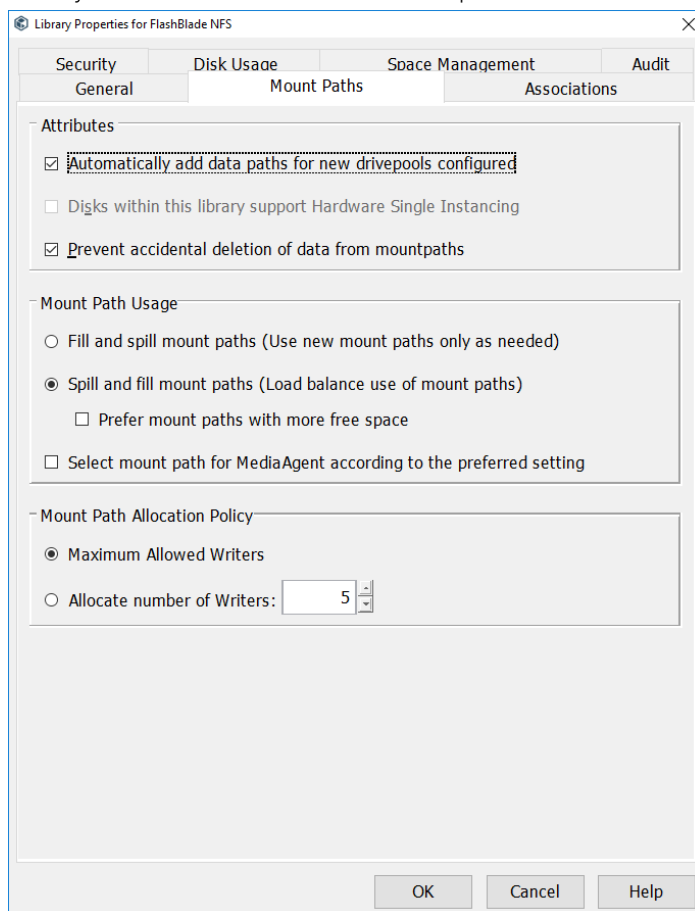 Library Properties for FlashBlade NFS
Security Disk Usage Space Management Audit
General Mount Paths Associations
Attributes
Automatically add data paths for new drivepools configured
Disks within this library support Hardware Single Instancing
Prevent accidental deletion of data from mountpaths
Mount Path Usage
Fill and spill mount paths (Use new mount paths only as needed)
Spill and fill mount paths (Load balance use of mount paths)
Prefer mount paths with more free space
Select mount path for MediaAgent according to the preferred setting
Mount Path Allocation Policy
Maximum Allowed Writers
Allocate number of Writers: 5
OK Cancel Help